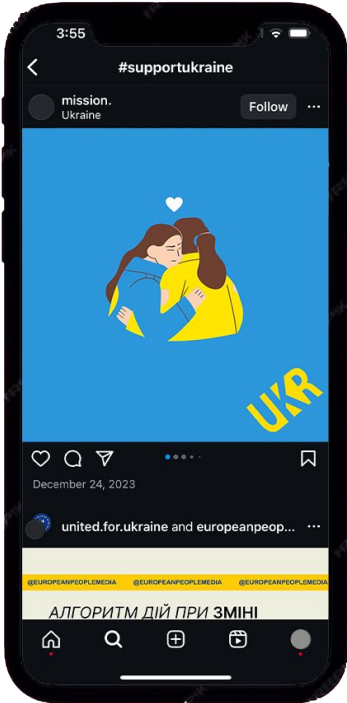 3:55
#supportukraine
mission.
Ukraine
Follow
UKR
December 24, 2023
united.for.ukraine and europeanpeop...
@EUROPEANPEOPLEMEDIA @EUROPEANPEOPLEMEDIA @EUROPEANPEOPLEMEDIA
АЛГОРИТМ ДІЙ ПРИ ЗМІНІ